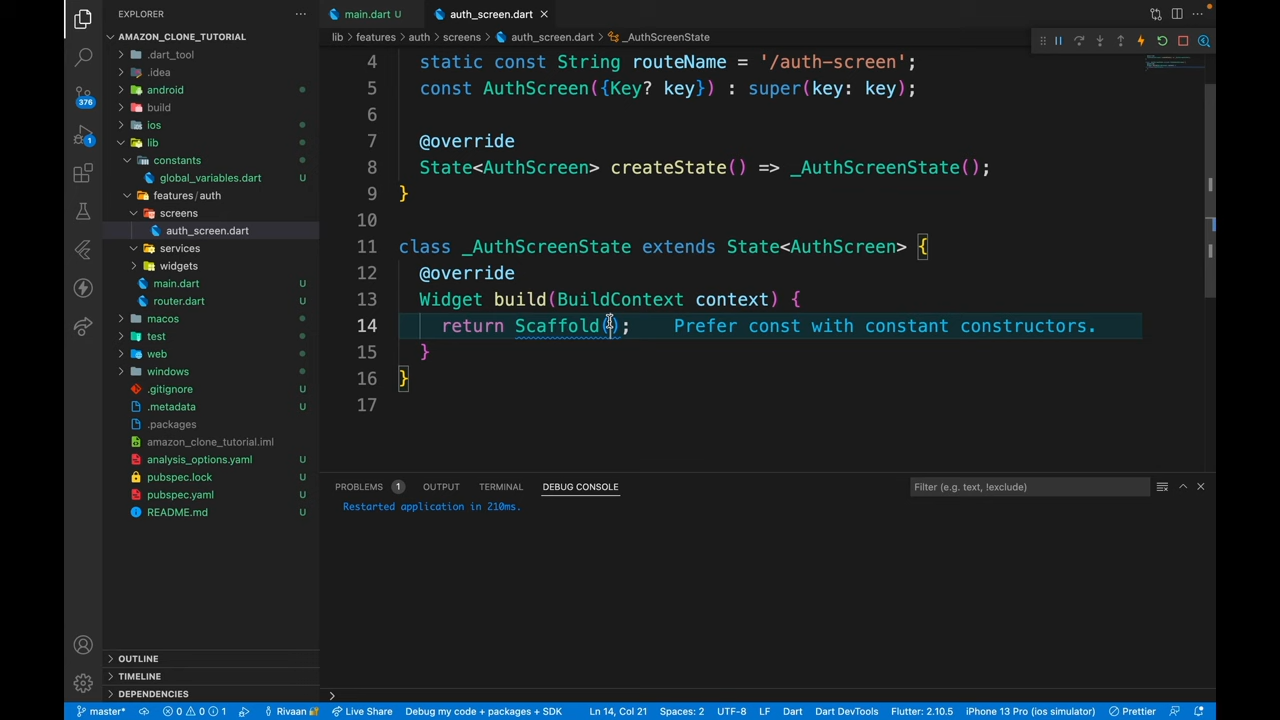 EXPLORER
AMAZON_CLONE_TUTORIAL
.dart_tool
.idea
android
build
ios
lib
constants
global_variables.dart U
features/auth
screens
auth_screen.dart
services
widgets
main.dart U
router.dart U
macos
test
web
windows
.gitignore U
.metadata U
.packages
amazon_clone_tutorial.iml
analysis_options.yaml U
pubspec.lock U
pubspec.yaml U
README.md U
OUTLINE
TIMELINE
DEPENDENCIES
376
1
main.dart U
auth_screen.dart
lib > features > auth > screens > auth_screen.dart > _AuthScreenState
4 static const String routeName = '/auth-screen';
5 const AuthScreen({Key? key}) : super(key: key);
6
7 @override
8 State<AuthScreen> createState() => _AuthScreenState();
9 }
10
11 class _AuthScreenState extends State<AuthScreen> {
12 @override
13 Widget build(BuildContext context) {
14 return Scaffold(); Prefer const with constant constructors.
15 }
16 }
17
PROBLEMS 1 OUTPUT TERMINAL DEBUG CONSOLE
Filter (e.g. text, !exclude)
Restarted application in 210ms.
master* 0 0 1 Rivaan Live Share Debug my code + packages + SDK Ln 14, Col 21 Spaces: 2 UTF-8 LF Dart Dart DevTools Flutter: 2.10.5 iPhone 13 Pro (ios simulator) Prettier